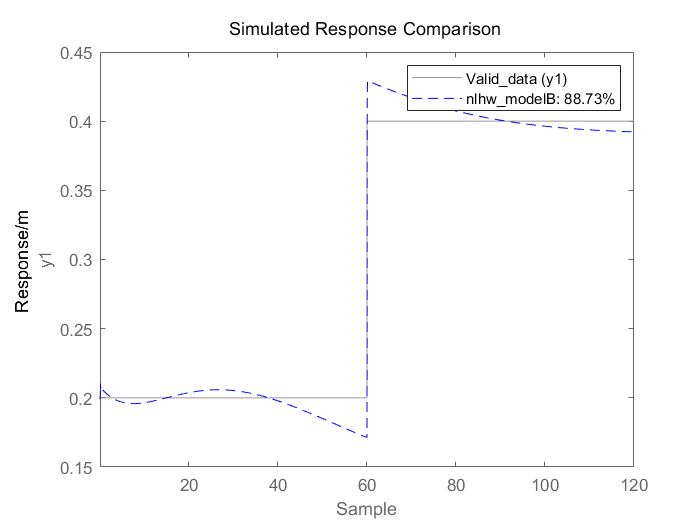 Simulated Response Comparison
0.45
Valid_data (y1)
nlhw_modelB: 88.73%
0.4
0.35
Response/m
y1
0.3
0.25
0.2
0.15
20
40
60
80
100
120
Sample